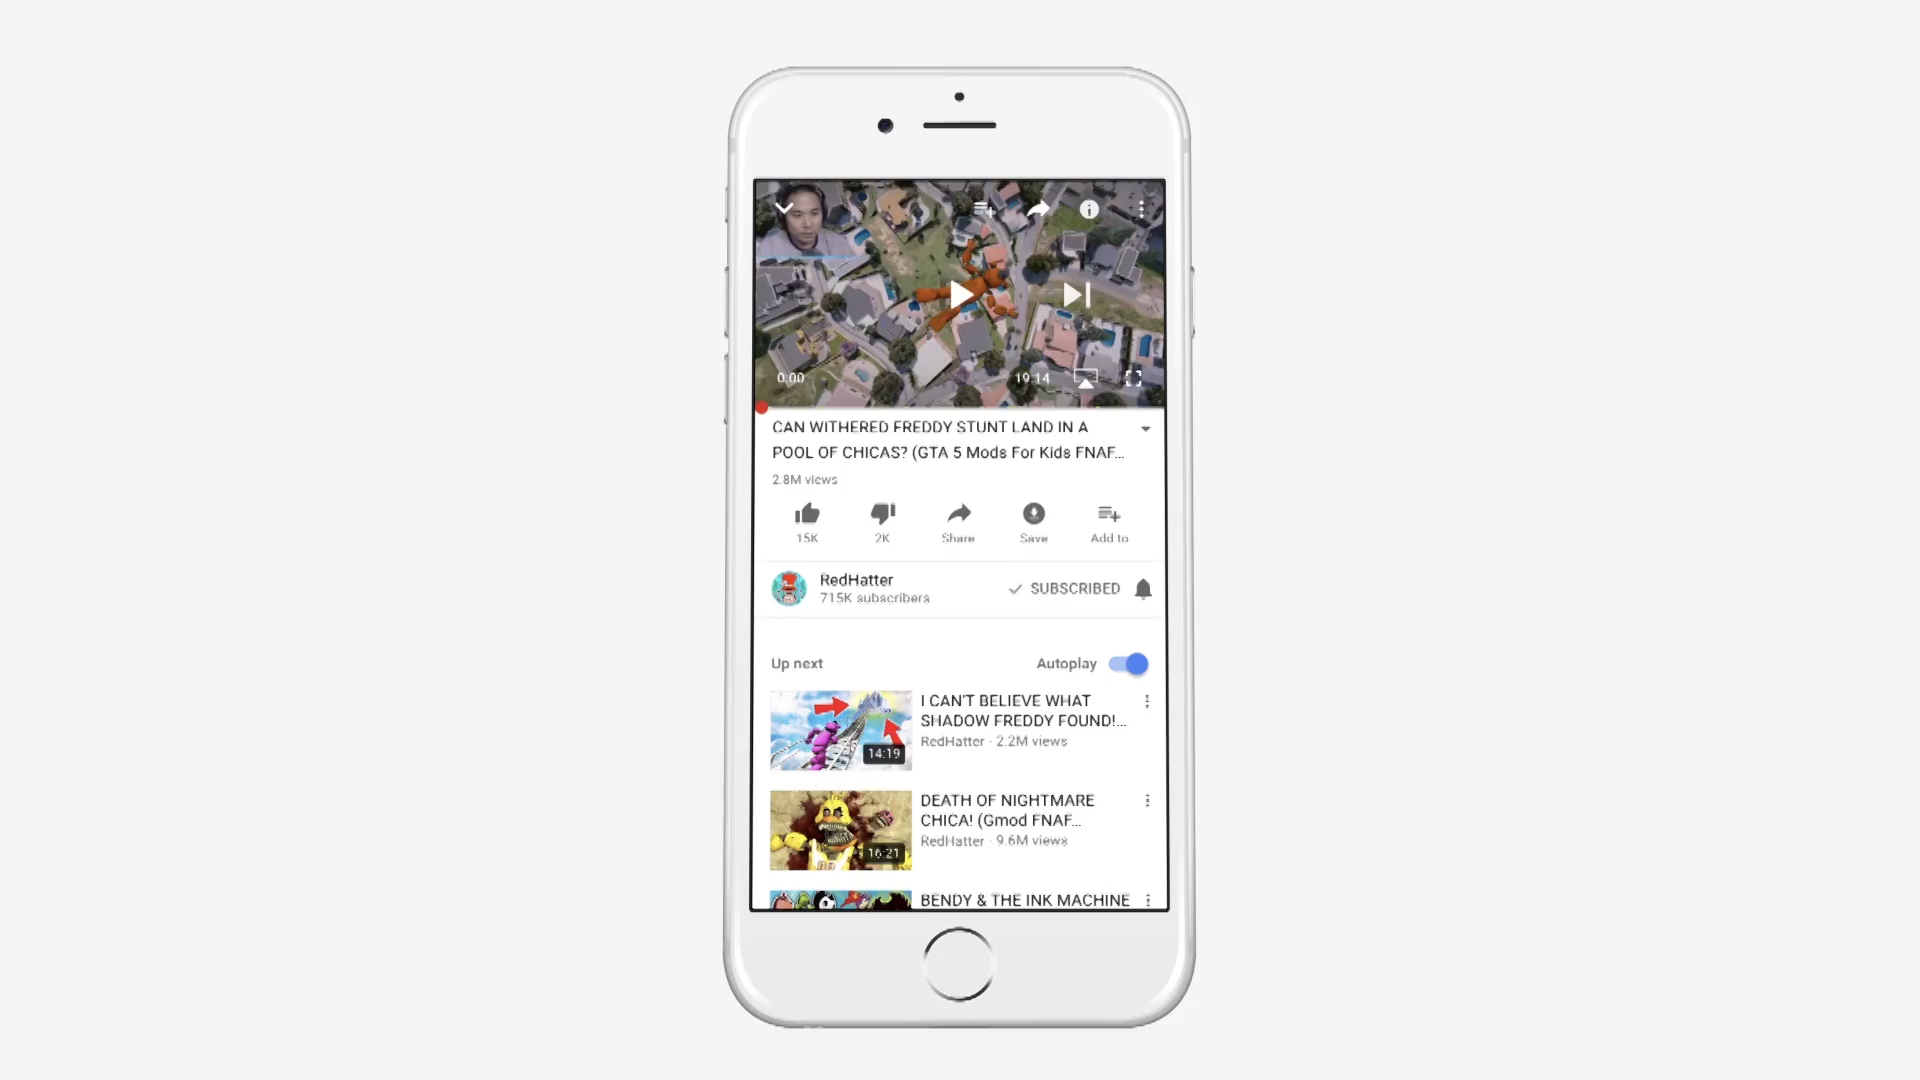 0:00
19:14
CAN WITHERED FREDDY STUNT LAND IN A
POOL OF CHICAS? (GTA 5 Mods For Kids FNAF...
2.8M views
15K
2K
Share
Save
Add to
RedHatter
715K subscribers
SUBSCRIBED
Up next
Autoplay
I CAN'T BELIEVE WHAT
SHADOW FREDDY FOUND!...
RedHatter · 2.2M views
14:19
DEATH OF NIGHTMARE
CHICA! (Gmod FNAF...
RedHatter · 9.6M views
16:21
BENDY & THE INK MACHINE